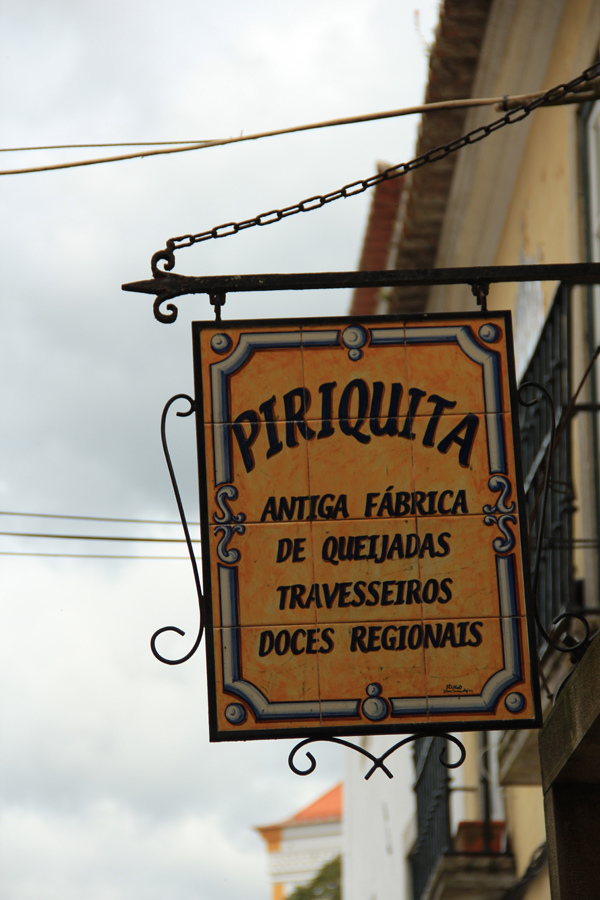 PIRIQUITA
ANTIGA FÁBRICA
DE QUEIJADAS
TRAVESSEIROS
DOCES REGIONAIS